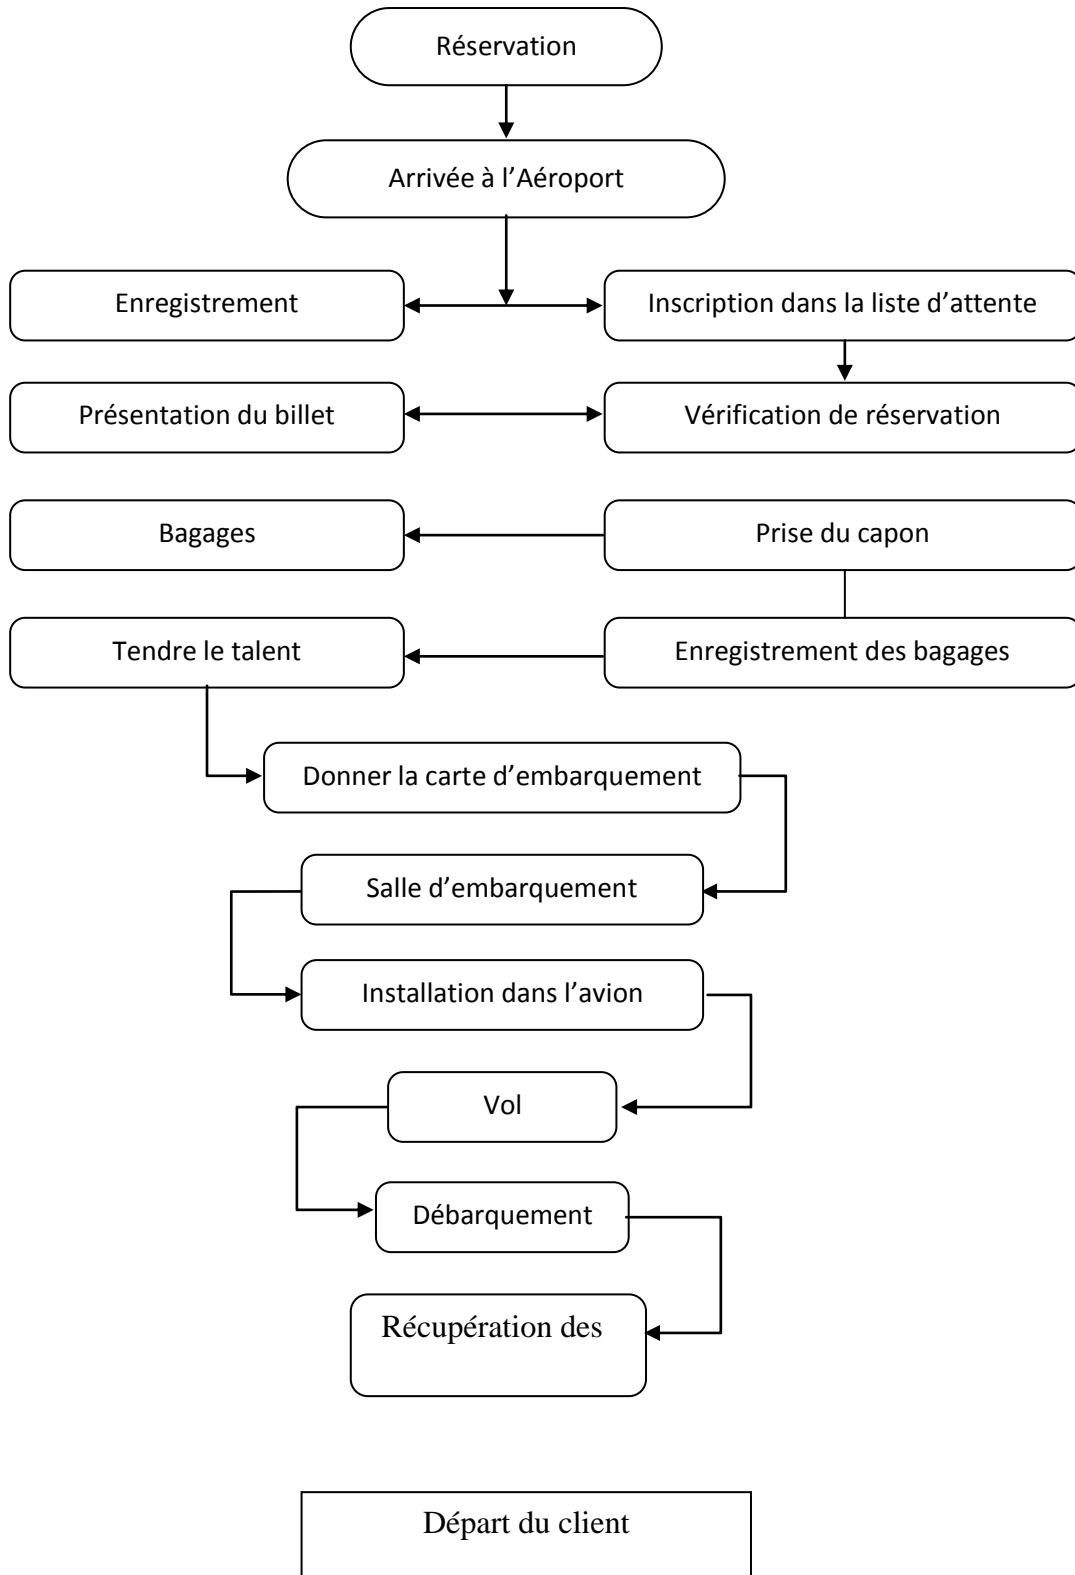 Réservation
Arrivée à l’Aéroport
Enregistrement
Inscription dans la liste d’attente
Présentation du billet
Vérification de réservation
Bagages
Prise du capon
Tendre le talent
Enregistrement des bagages
Donner la carte d’embarquement
Salle d’embarquement
Installation dans l’avion
Vol
Débarquement
Récupération des
Départ du client